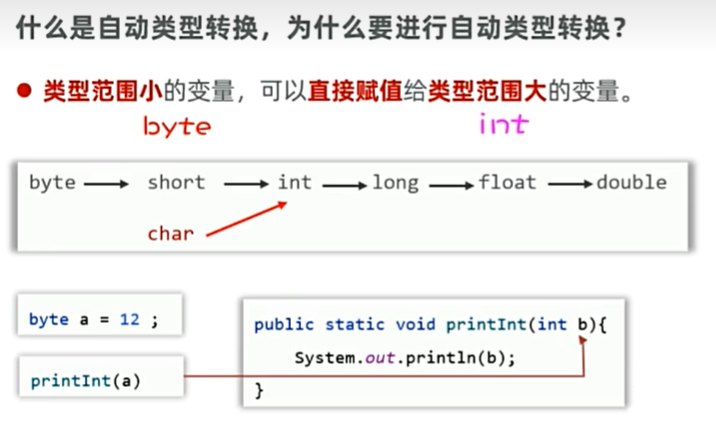 什么是自动类型转换，为什么要进行自动类型转换？
● 类型范围小的变量，可以直接赋值给类型范围大的变量。
byte int
byte → short → int → long → float → double
char
byte a = 12 ;
printInt(a)
public static void printInt(int b){
System.out.println(b);
}